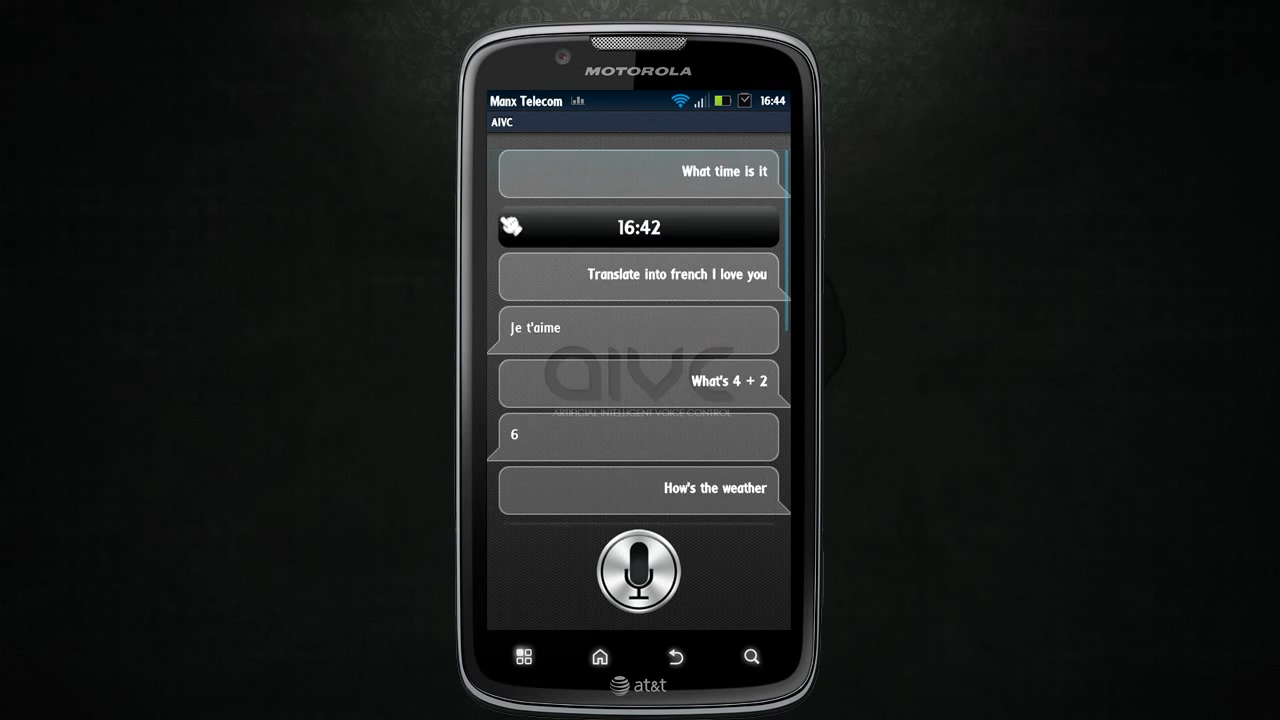 MOTOROLA
Manx Telecom 16:44
AIVC
What time is it
16:42
Translate into french I love you
Je t'aime
aivc
What's 4 + 2
ARTIFICIAL INTELLIGENT VOICE CONTROL
6
How's the weather
at&t